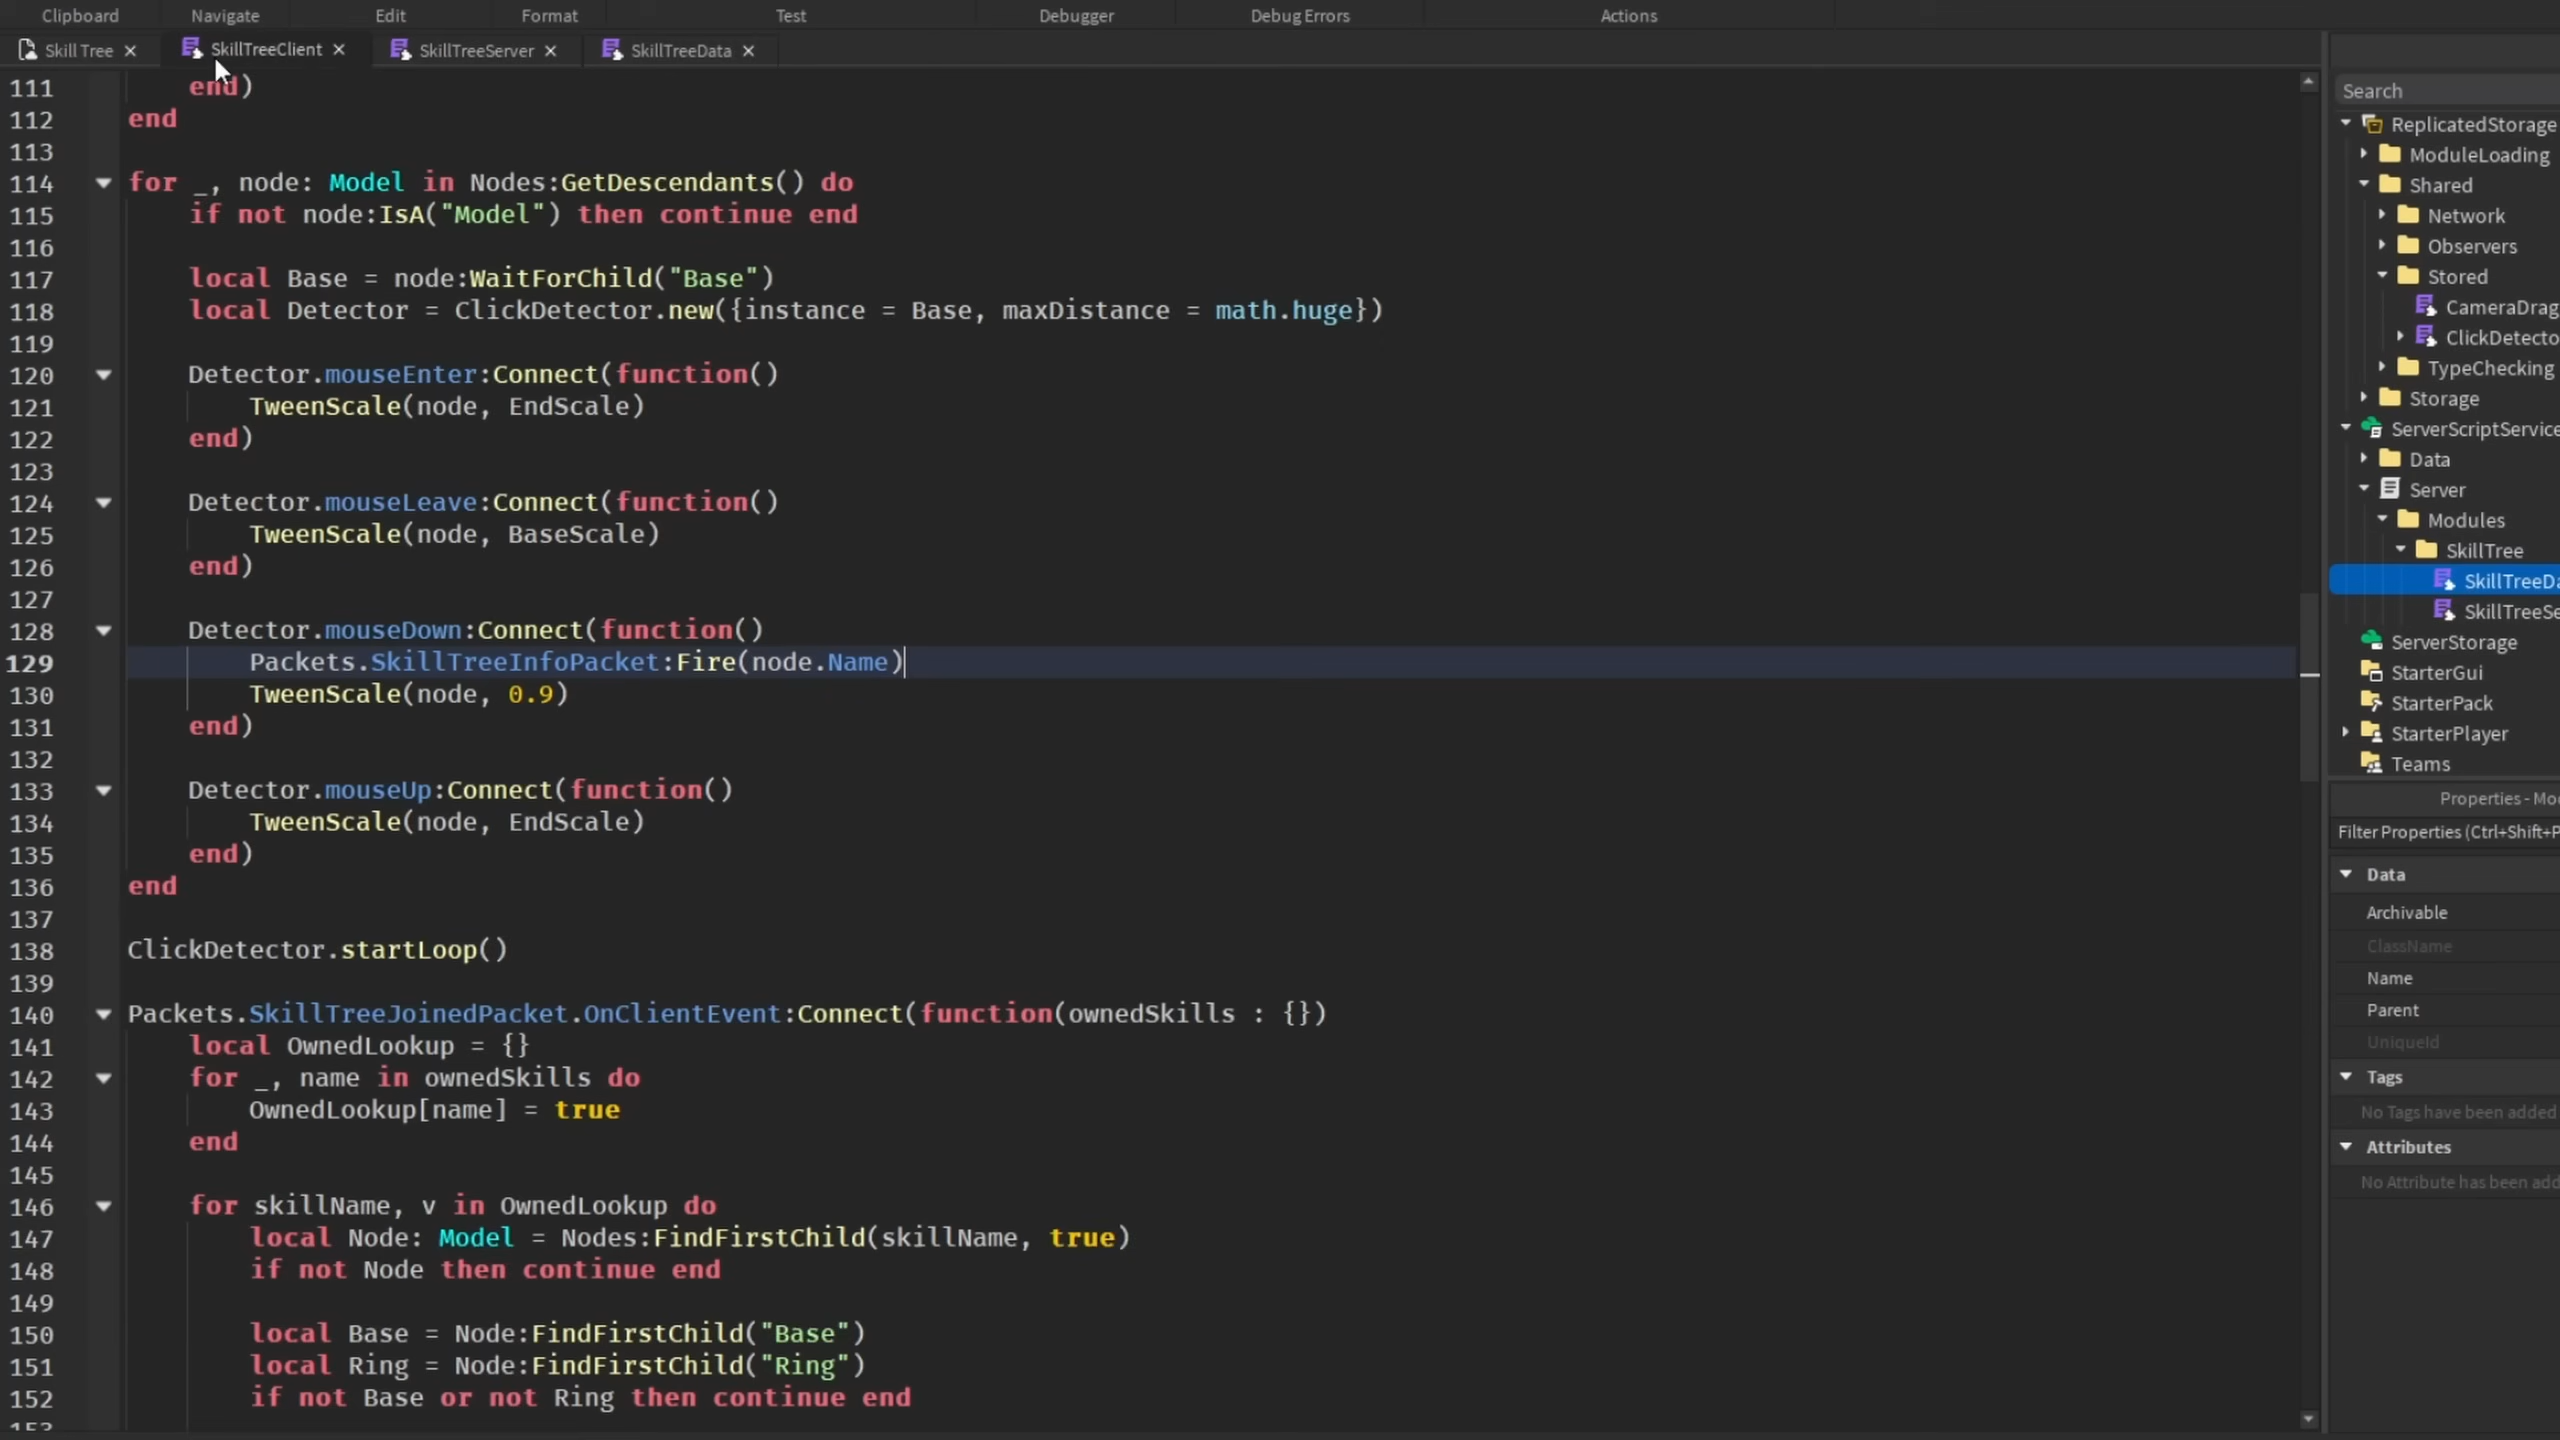 Clipboard Navigate Edit Format Test Debugger Debug Errors Actions
Skill Tree SkillTreeClient SkillTreeServer SkillTreeData
111 end)
112 end
113
114 for _, node: Model in Nodes:GetDescendants() do
115 if not node:IsA("Model") then continue end
116
117 local Base = node:WaitForChild("Base")
118 local Detector = ClickDetector.new({instance = Base, maxDistance = math.huge})
119
120 Detector.mouseEnter:Connect(function()
121 TweenScale(node, EndScale)
122 end)
123
124 Detector.mouseLeave:Connect(function()
125 TweenScale(node, BaseScale)
126 end)
127
128 Detector.mouseDown:Connect(function()
129 Packets.SkillTreeInfoPacket:Fire(node.Name)
130 TweenScale(node, 0.9)
131 end)
132
133 Detector.mouseUp:Connect(function()
134 TweenScale(node, EndScale)
135 end)
136 end
137
138 ClickDetector.startLoop()
139
140 Packets.SkillTreeJoinedPacket.OnClientEvent:Connect(function(ownedSkills : {})
141 local OwnedLookup = {}
142 for _, name in ownedSkills do
143 OwnedLookup[name] = true
144 end
145
146 for skillName, v in OwnedLookup do
147 local Node: Model = Nodes:FindFirstChild(skillName, true)
148 if not Node then continue end
149
150 local Base = Node:FindFirstChild("Base")
151 local Ring = Node:FindFirstChild("Ring")
152 if not Base or not Ring then continue end
153
Search
ReplicatedStorage
ModuleLoading
Shared
Network
Observers
Stored
CameraDrag
ClickDetecto
TypeChecking
Storage
ServerScriptService
Data
Server
Modules
SkillTree
SkillTreeDa
SkillTreeSe
ServerStorage
StarterGui
StarterPack
StarterPlayer
Teams
Properties - Mod
Filter Properties (Ctrl+Shift+P
Data
Archivable
ClassName
Name
Parent
UniqueId
Tags
No Tags have been added
Attributes
No Attribute has been add